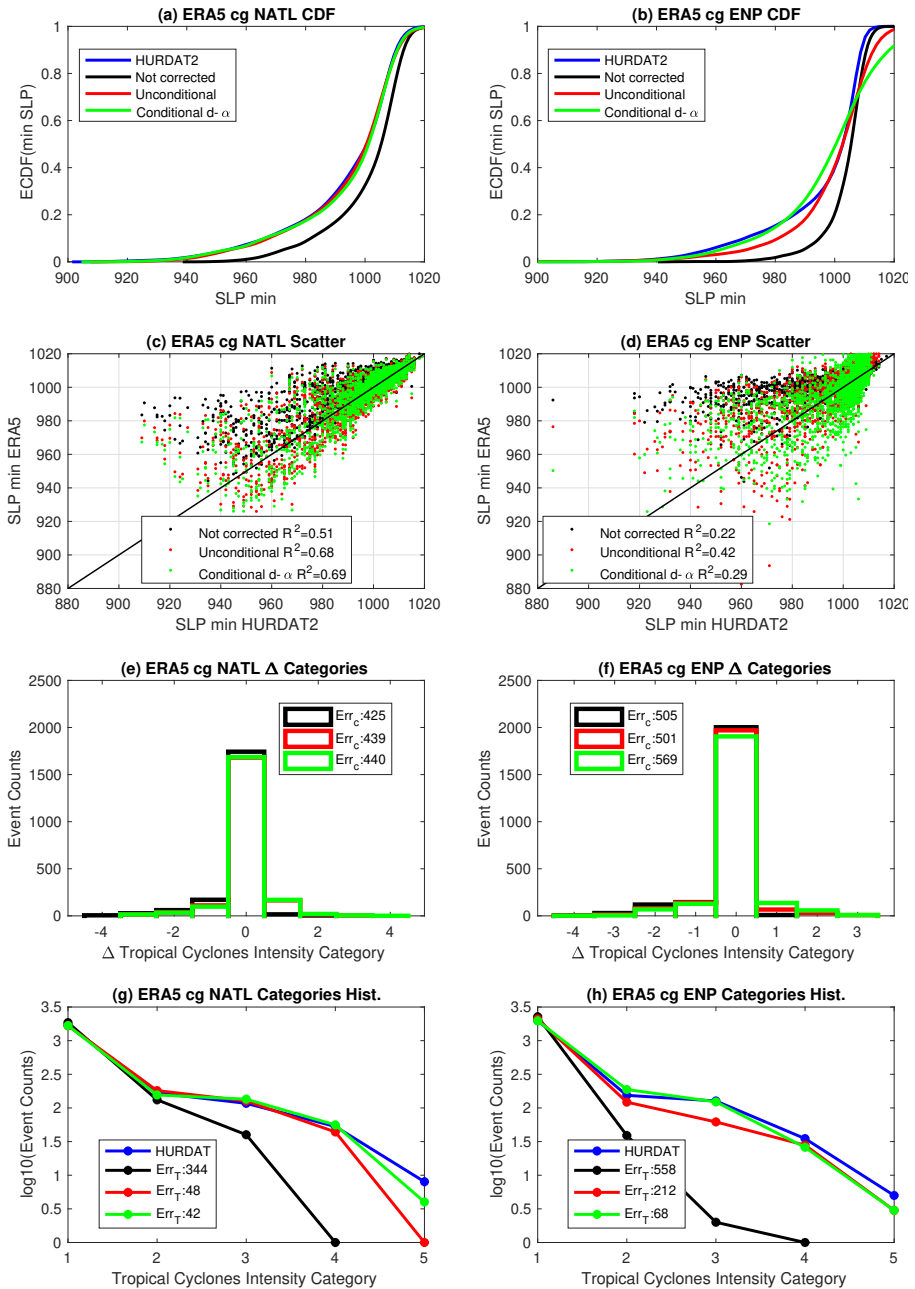 (a) ERA5 cg NATL CDF
ECDF(min SLP)
1
0.8
0.6
0.4
0.2
0
HURDAT2
Not corrected
Unconditional
Conditional d- α
900 920 940 960 980 1000 1020
SLP min
(b) ERA5 cg ENP CDF
ECDF(min SLP)
1
0.8
0.6
0.4
0.2
0
HURDAT2
Not corrected
Unconditional
Conditional d- α
900 920 940 960 980 1000 1020
SLP min
(c) ERA5 cg NATL Scatter
SLP min ERA5
1020
1000
980
960
940
920
900
880
Not corrected R²=0.51
Unconditional R²=0.68
Conditional d- α R²=0.69
880 900 920 940 960 980 1000 1020
SLP min HURDAT2
(d) ERA5 cg ENP Scatter
SLP min ERA5
1020
1000
980
960
940
920
900
880
Not corrected R²=0.22
Unconditional R²=0.42
Conditional d- α R²=0.29
880 900 920 940 960 980 1000 1020
SLP min HURDAT2
(e) ERA5 cg NATL Δ Categories
Event Counts
2500
2000
1500
1000
500
0
Err_c:425
Err_c:439
Err_c:440
-4 -2 0 2 4
Δ Tropical Cyclones Intensity Category
(f) ERA5 cg ENP Δ Categories
Event Counts
2500
2000
1500
1000
500
0
Err_c:505
Err_c:501
Err_c:569
-4 -3 -2 -1 0 1 2 3
Δ Tropical Cyclones Intensity Category
(g) ERA5 cg NATL Categories Hist.
log10(Event Counts)
3.5
3
2.5
2
1.5
1
0.5
0
HURDAT
Err_T:344
Err_T:48
Err_T:42
1 2 3 4 5
Tropical Cyclones Intensity Category
(h) ERA5 cg ENP Categories Hist.
log10(Event Counts)
3.5
3
2.5
2
1.5
1
0.5
0
HURDAT
Err_T:558
Err_T:212
Err_T:68
1 2 3 4 5
Tropical Cyclones Intensity Category